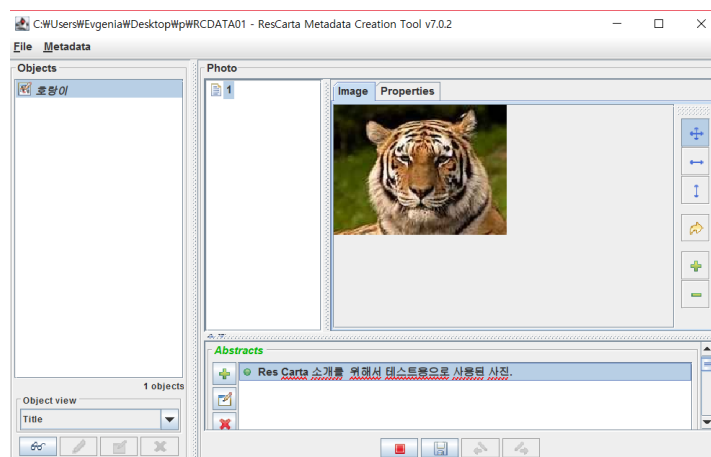 C:₩Users₩Evgenia₩Desktop₩p₩RCDATA01 - ResCarta Metadata Creation Tool v7.0.2
File Metadata
Objects
호랑이
1 objects
Object view
Title
Photo
1
Image Properties
Abstracts
Res Carta 소개를 위해서 테스트용으로 사용된 사진.